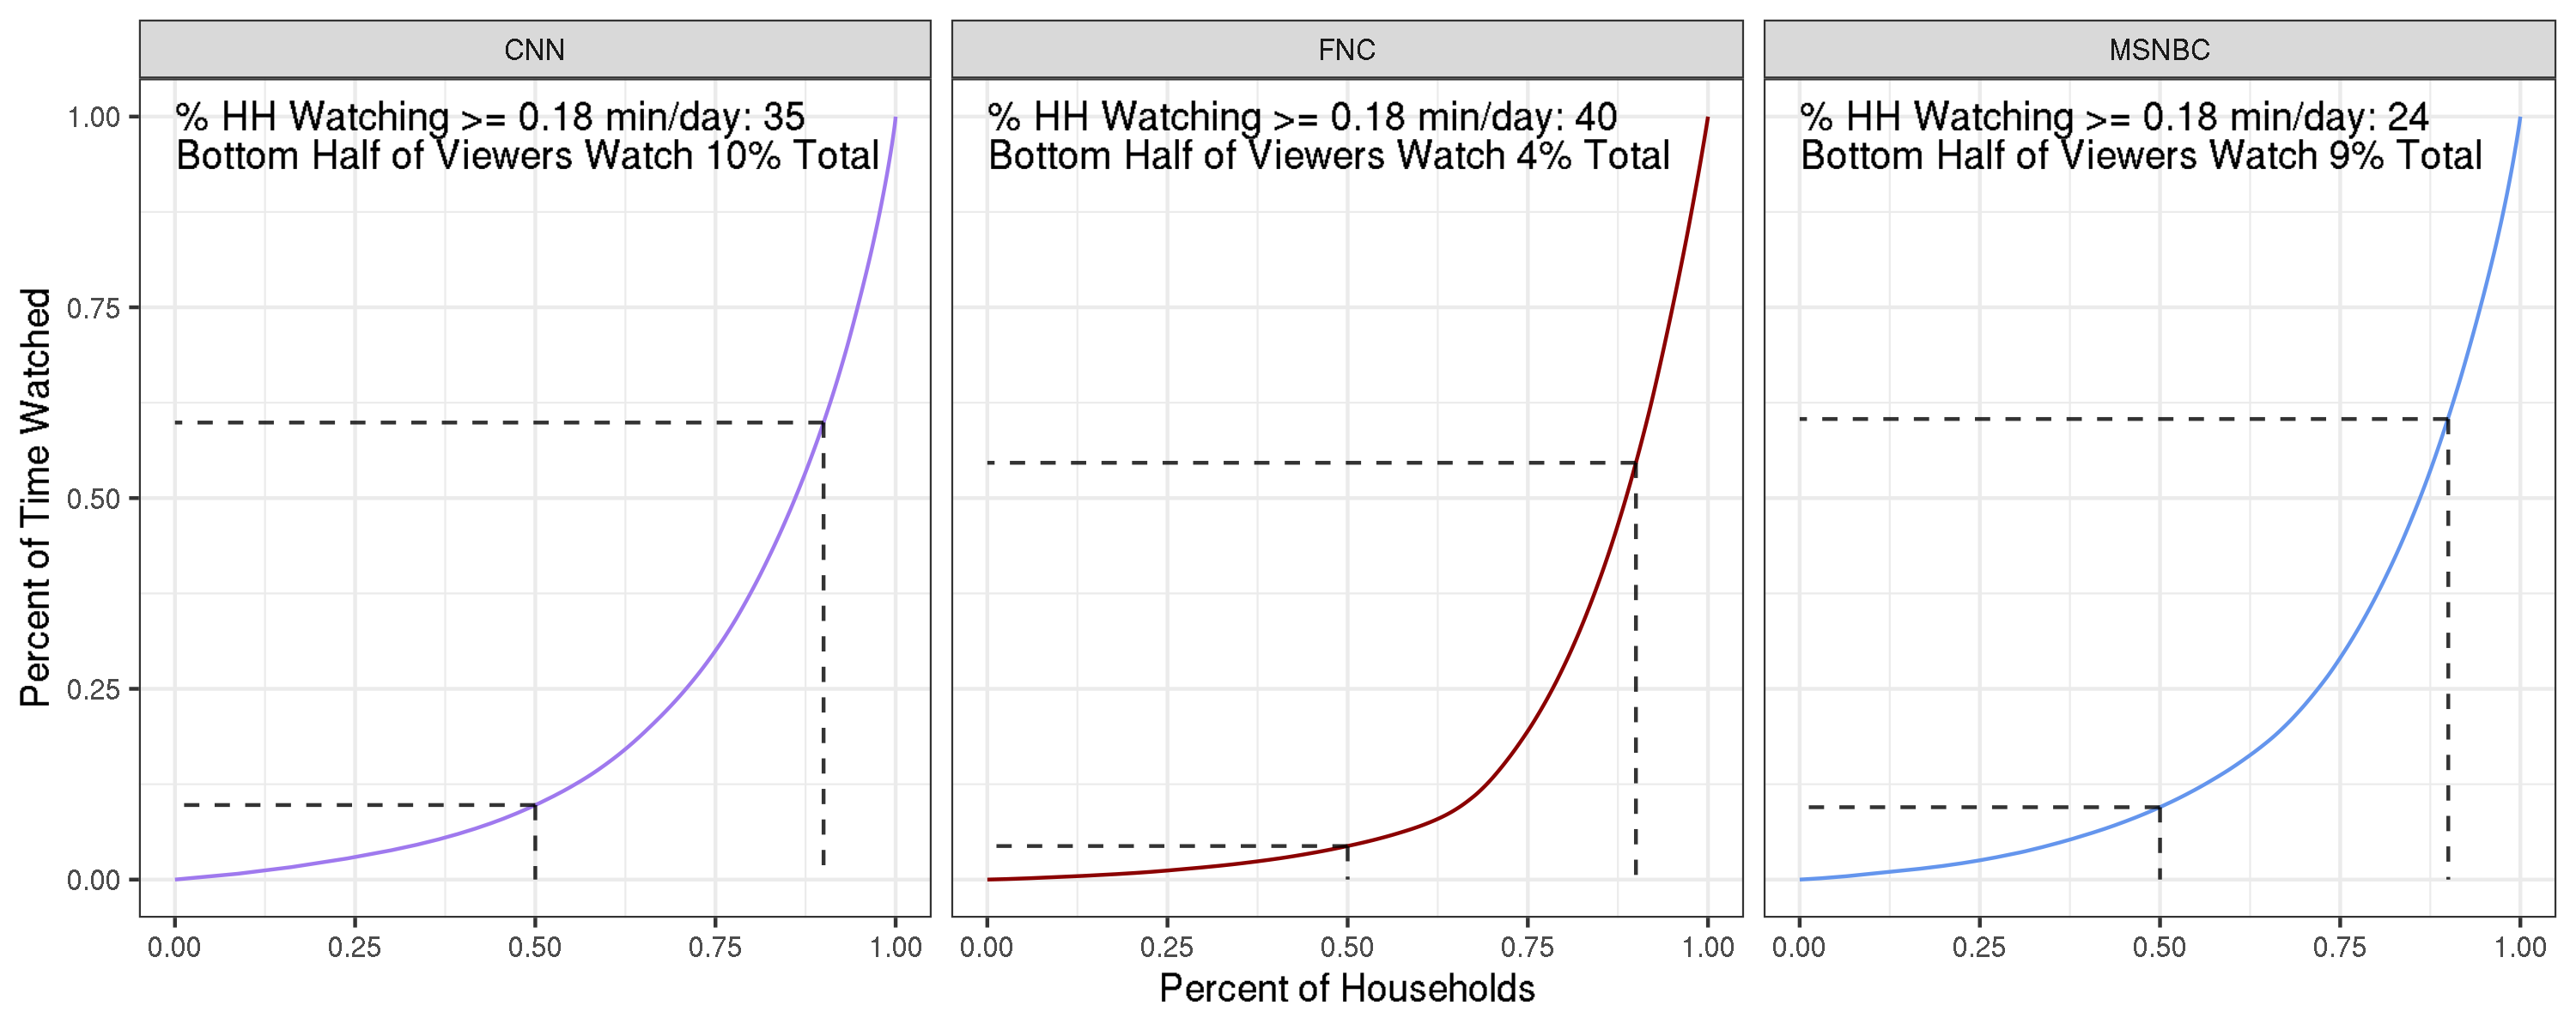 CNN
FNC
MSNBC
% HH Watching >= 0.18 min/day: 35
Bottom Half of Viewers Watch 10% Total
% HH Watching >= 0.18 min/day: 40
Bottom Half of Viewers Watch 4% Total
% HH Watching >= 0.18 min/day: 24
Bottom Half of Viewers Watch 9% Total
Percent of Time Watched
1.00
0.75
0.50
0.25
0.00
0.00 0.25 0.50 0.75 1.00
0.00 0.25 0.50 0.75 1.00
0.00 0.25 0.50 0.75 1.00
Percent of Households